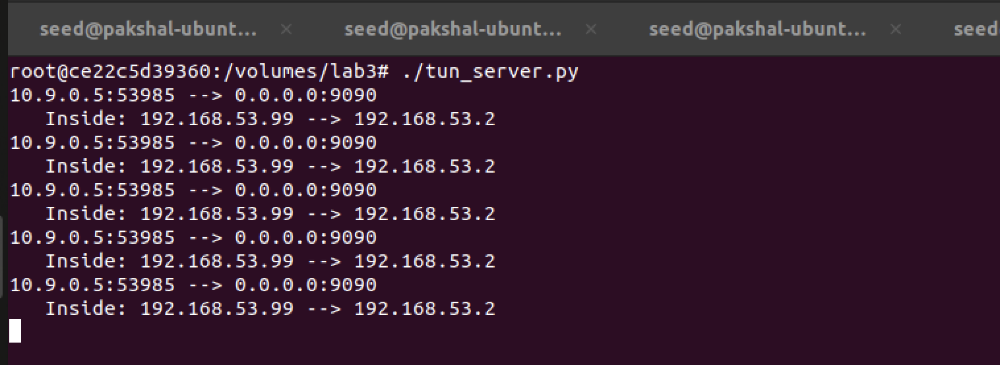 seed@pakshal-ubunt... × seed@pakshal-ubunt... × seed@pakshal-ubunt... × seed
root@ce22c5d39360:/volumes/lab3# ./tun_server.py
10.9.0.5:53985 --> 0.0.0.0:9090
   Inside: 192.168.53.99 --> 192.168.53.2
10.9.0.5:53985 --> 0.0.0.0:9090
   Inside: 192.168.53.99 --> 192.168.53.2
10.9.0.5:53985 --> 0.0.0.0:9090
   Inside: 192.168.53.99 --> 192.168.53.2
10.9.0.5:53985 --> 0.0.0.0:9090
   Inside: 192.168.53.99 --> 192.168.53.2
10.9.0.5:53985 --> 0.0.0.0:9090
   Inside: 192.168.53.99 --> 192.168.53.2